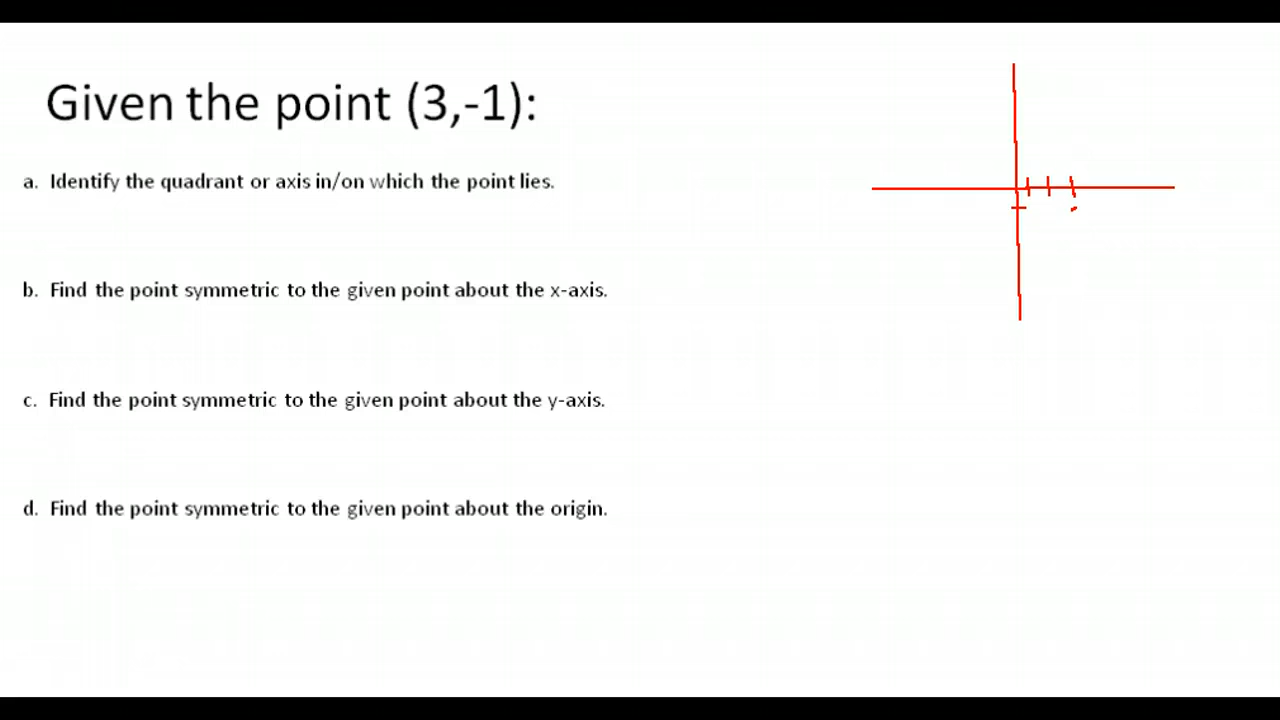 Given the point (3,-1):
a. Identify the quadrant or axis in/on which the point lies.
b. Find the point symmetric to the given point about the x-axis.
c. Find the point symmetric to the given point about the y-axis.
d. Find the point symmetric to the given point about the origin.